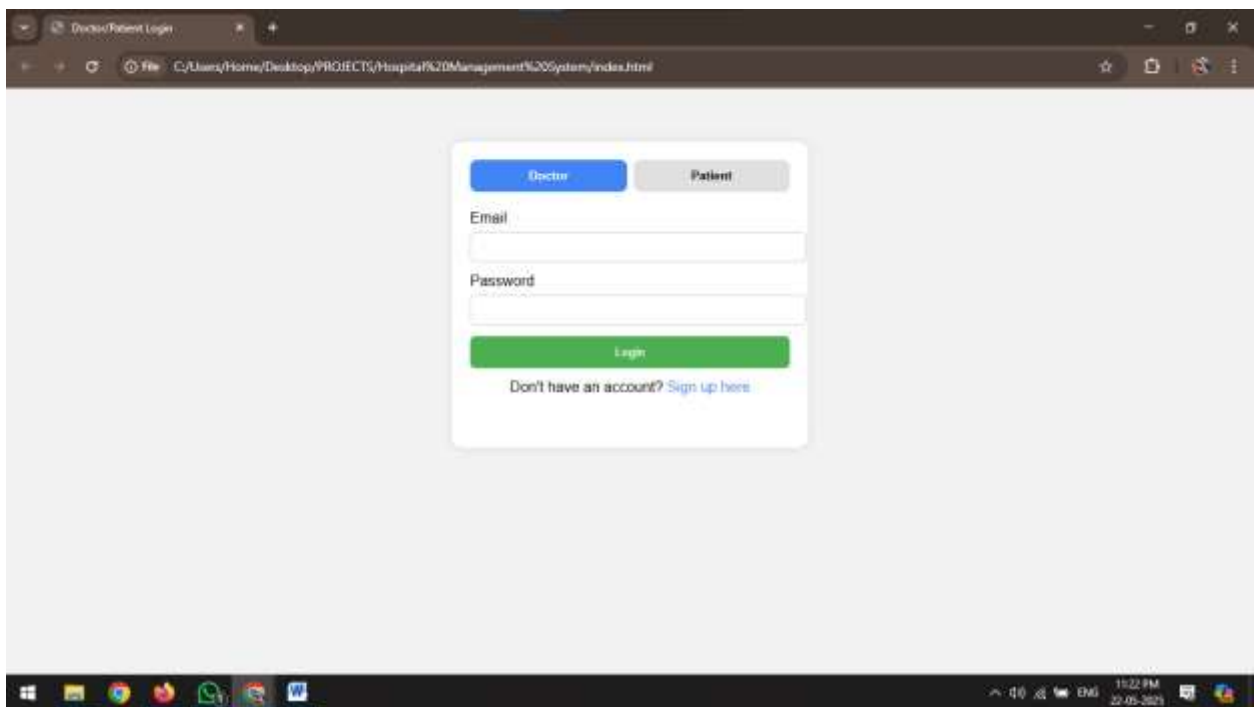 Doctor/Patient Login
File C:/Users/Home/Desktop/PROJECTS/Hospital%20Management%20System/index.html
Doctor Patient
Email
Password
Login
Don't have an account? Sign up here
ENG 11:22 PM
22-05-2025